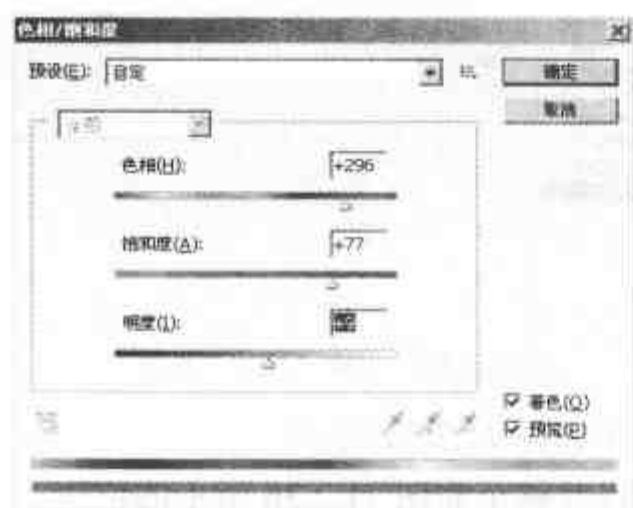 色相/饱和度
预设(E): 自定
确定
取消
色相(H): +296
饱和度(A): +77
明度(I):
着色(O)
预览(P)